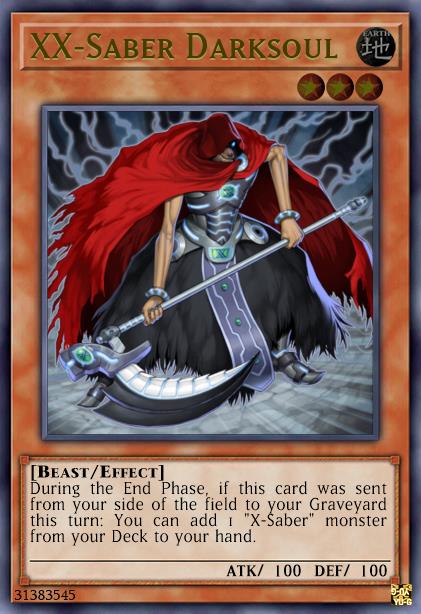 XX-Saber Darksoul
EARTH
地
[Beast/Effect]
During the End Phase, if this card was sent
from your side of the field to your Graveyard
this turn: You can add 1 "X-Saber" monster
from your Deck to your hand.
ATK/ 100 DEF/ 100
31383545